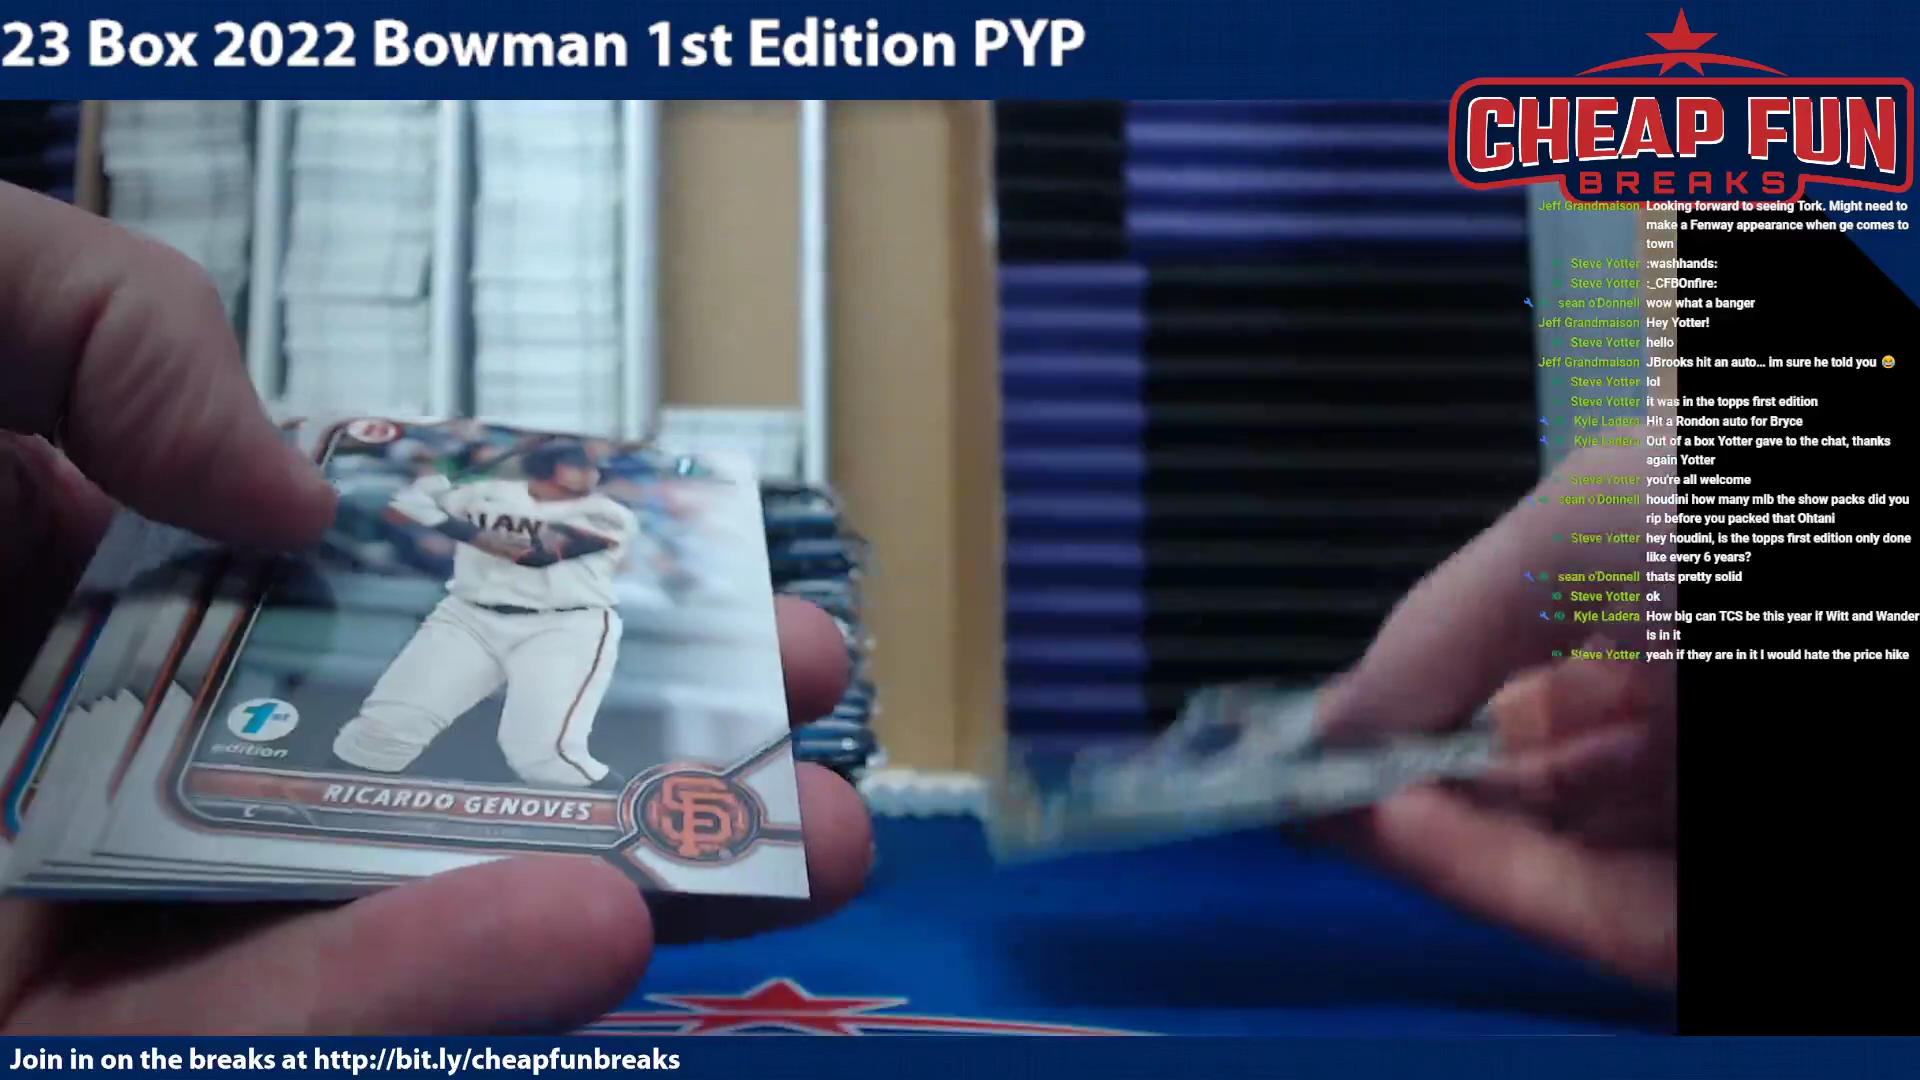 23 Box 2022 Bowman 1st Edition PYP
CHEAP FUN
BREAKS
Jeff Grandmaison Looking forward to seeing Tork. Might need to
make a Fenway appearance when ge comes to
town
Steve Yotter :washhands:
Steve Yotter :_CFBOnfire:
sean o'Donnell wow what a banger
Jeff Grandmaison Hey Yotter!
Steve Yotter hello
Jeff Grandmaison JBrooks hit an auto... im sure he told you 😂
Steve Yotter lol
Steve Yotter it was in the topps first edition
Kyle Ladera Hit a Rondon auto for Bryce
Kyle Ladera Out of a box Yotter gave to the chat, thanks
again Yotter
Steve Yotter you're all welcome
sean o'Donnell houdini how many mlb the show packs did you
rip before you packed that Ohtani
Steve Yotter hey houdini, is the topps first edition only done
like every 6 years?
sean o'Donnell thats pretty solid
Steve Yotter ok
Kyle Ladera How big can TCS be this year if Witt and Wander
is in it
Steve Yotter yeah if they are in it I would hate the price hike
IAN
1st
edition
RICARDO GENOVES
C
SF
Join in on the breaks at http://bit.ly/cheapfunbreaks